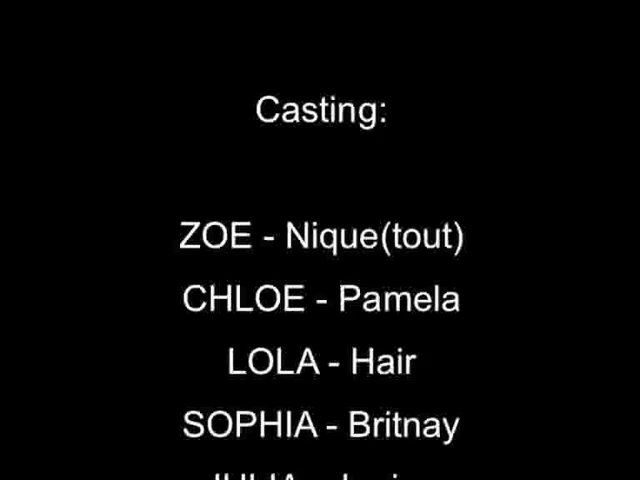 Casting:
ZOE - Nique(tout)
CHLOE - Pamela
LOLA - Hair
SOPHIA - Britnay